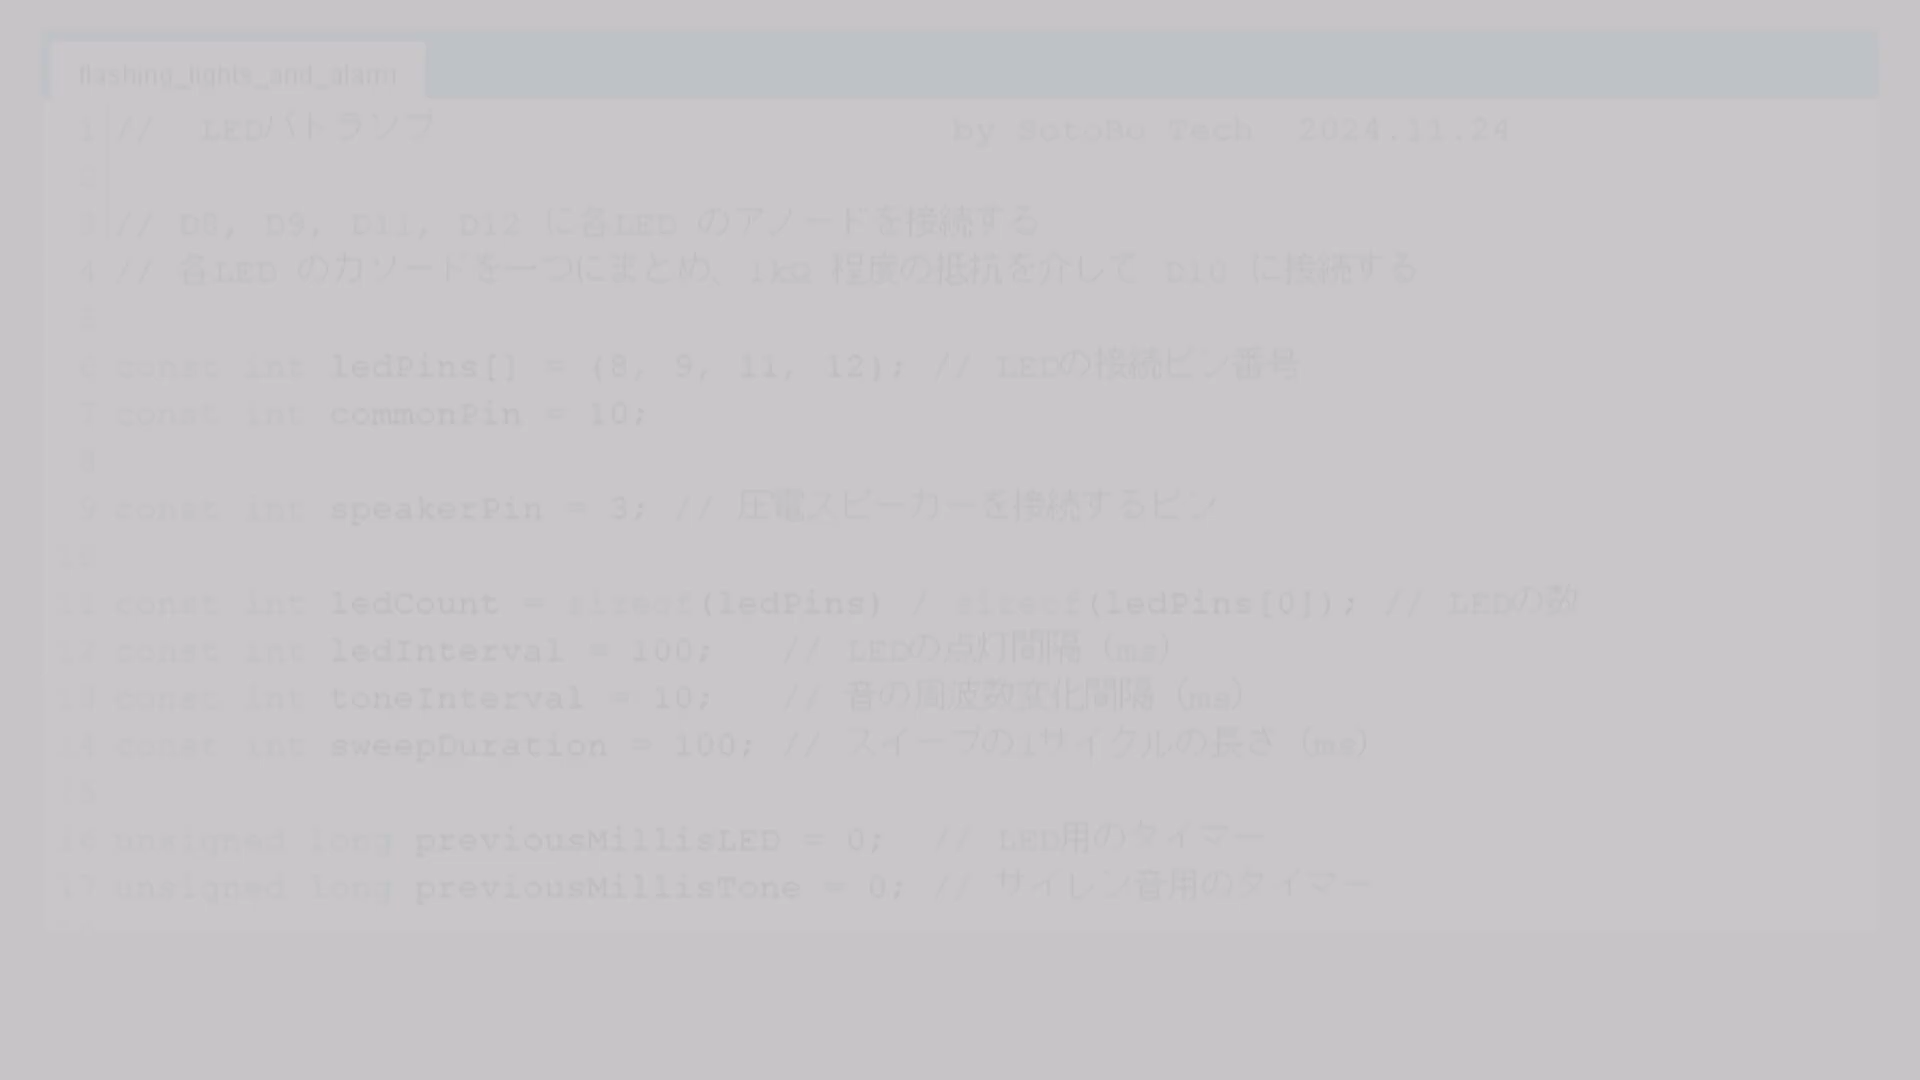 flashing_lights_and_alarm
1 //  LEDパトランプ by SotoBo Tech 2024.11.24
2
3 // D8, D9, D11, D12 に各LED のアノードを接続する
4 // 各LED のカソードを一つにまとめ、1kΩ 程度の抵抗を介して D10 に接続する
5
6 const int ledPins[] = {8, 9, 11, 12}; // LEDの接続ピン番号
7 const int commonPin = 10;
8
9 const int speakerPin = 3; // 圧電スピーカーを接続するピン
10
11 const int ledCount = sizeof(ledPins) / sizeof(ledPins[0]); // LEDの数
12 const int ledInterval = 100; // LEDの点灯間隔 (ms)
13 const int toneInterval = 10; // 音の周波数変化間隔 (ms)
14 const int sweepDuration = 100; // スイープの1サイクルの長さ (ms)
15
16 unsigned long previousMillisLED = 0; // LED用のタイマー
17 unsigned long previousMillisTone = 0; // サイレン音用のタイマー